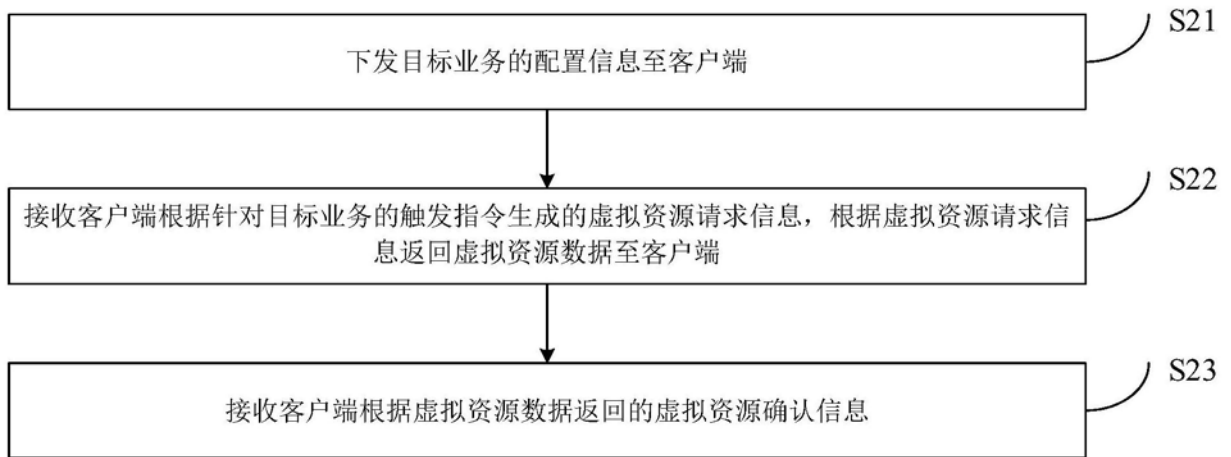 S21
下发目标业务的配置信息至客户端
S22
接收客户端根据针对目标业务的触发指令生成的虚拟资源请求信息，根据虚拟资源请求信
息返回虚拟资源数据至客户端
S23
接收客户端根据虚拟资源数据返回的虚拟资源确认信息